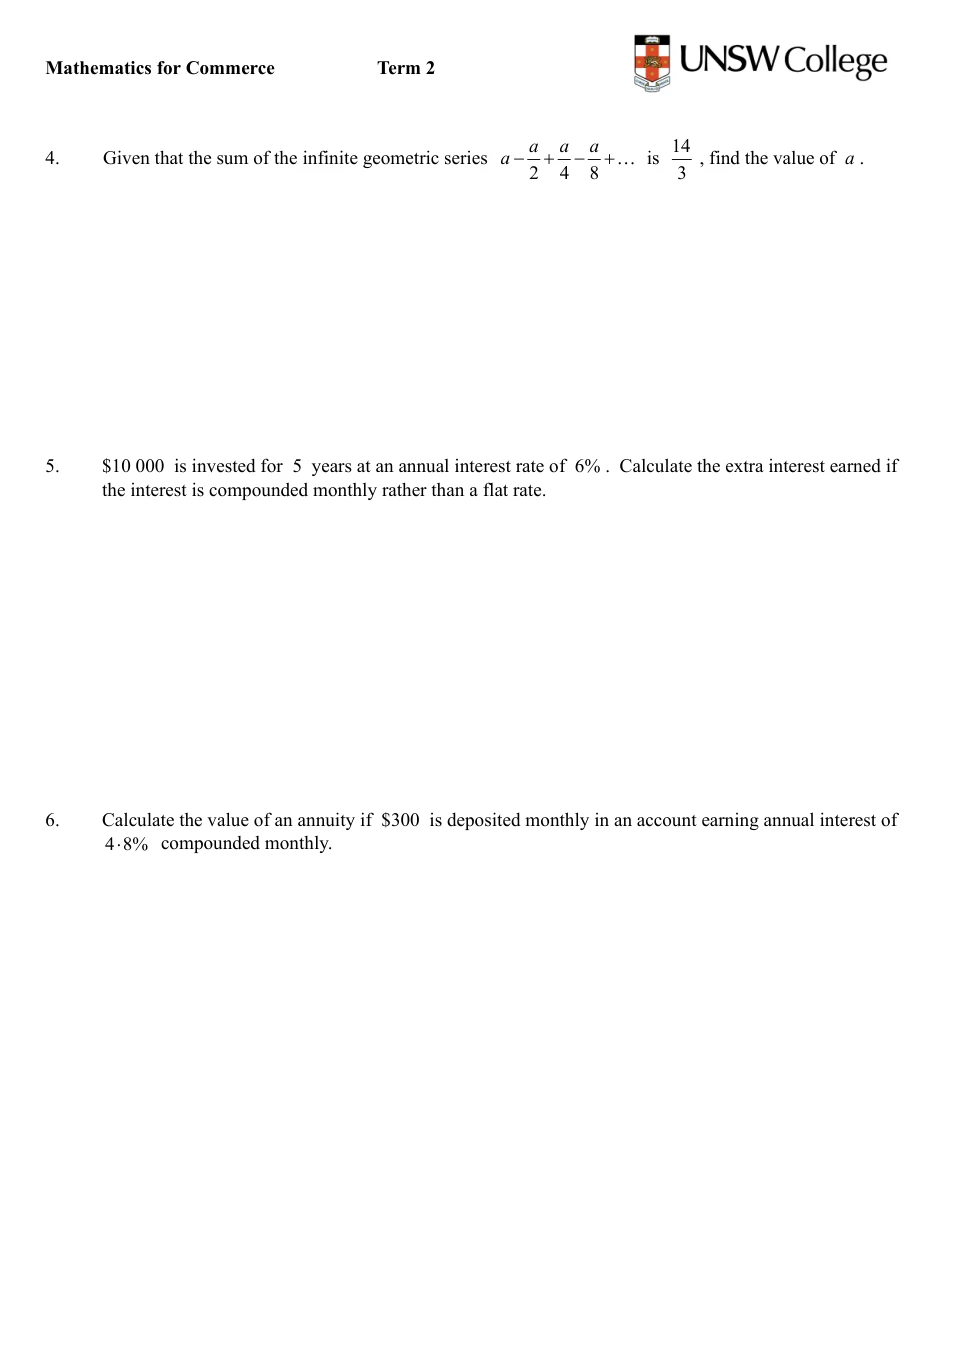 Mathematics for Commerce Term 2 UNSW College
4. Given that the sum of the infinite geometric series a − a/2 + a/4 − a/8 + … is 14/3 , find the value of a .
5. $10 000 is invested for 5 years at an annual interest rate of 6% . Calculate the extra interest earned if
the interest is compounded monthly rather than a flat rate.
6. Calculate the value of an annuity if $300 is deposited monthly in an account earning annual interest of
4·8% compounded monthly.